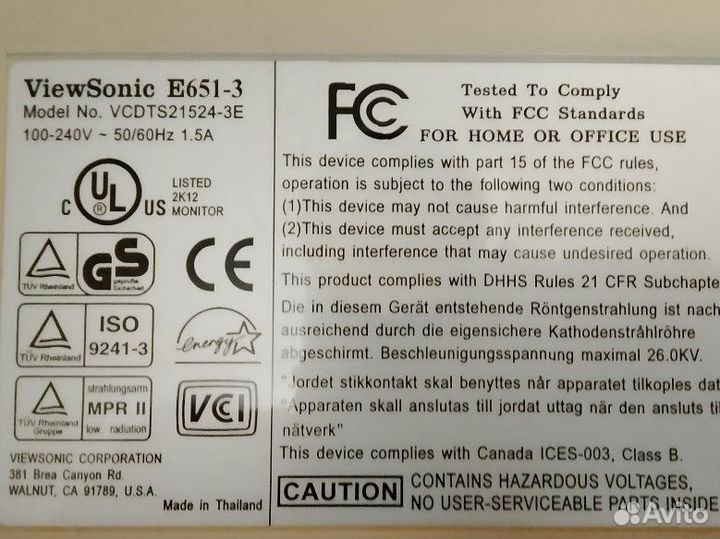 ViewSonic E651-3
Model No. VCDTS21524-3E
100-240V ~ 50/60Hz 1.5A
C UL ® US
LISTED
2K12
MONITOR
TÜV Rheinland
GS
geprüfte
Sicherheit
CE
TÜV Rheinland
ISO
9241-3
energy
TÜV Rheinland
Gruppe
strahlungsarm
MPR II
low radiation
VCCI
VIEWSONIC CORPORATION
381 Brea Canyon Rd.
WALNUT, CA 91789, U.S.A.
Made in Thailand
FC
Tested To Comply
With FCC Standards
FOR HOME OR OFFICE USE
This device complies with part 15 of the FCC rules,
operation is subject to the following two conditions:
(1)This device may not cause harmful interference. And
(2)This device must accept any interference received,
including interference that may cause undesired operation.
This product complies with DHHS Rules 21 CFR Subchapte
Die in diesem Gerät entstehende Röntgenstrahlung ist nach
ausreichend durch die eigensichere Kathodenstråhlröhre
abgeschirmt. Beschleunigungsspannung maximal 26.0KV.
"Jordet stikkontakt skal benyttes når apparatet tilkoples dat
"Apparaten skall anslutas till jordat uttag när den ansluts til
nätverk"
This device complies with Canada ICES-003, Class B.
CAUTION
CONTAINS HAZARDOUS VOLTAGES,
NO USER-SERVICEABLE PARTS INSIDE
Avito